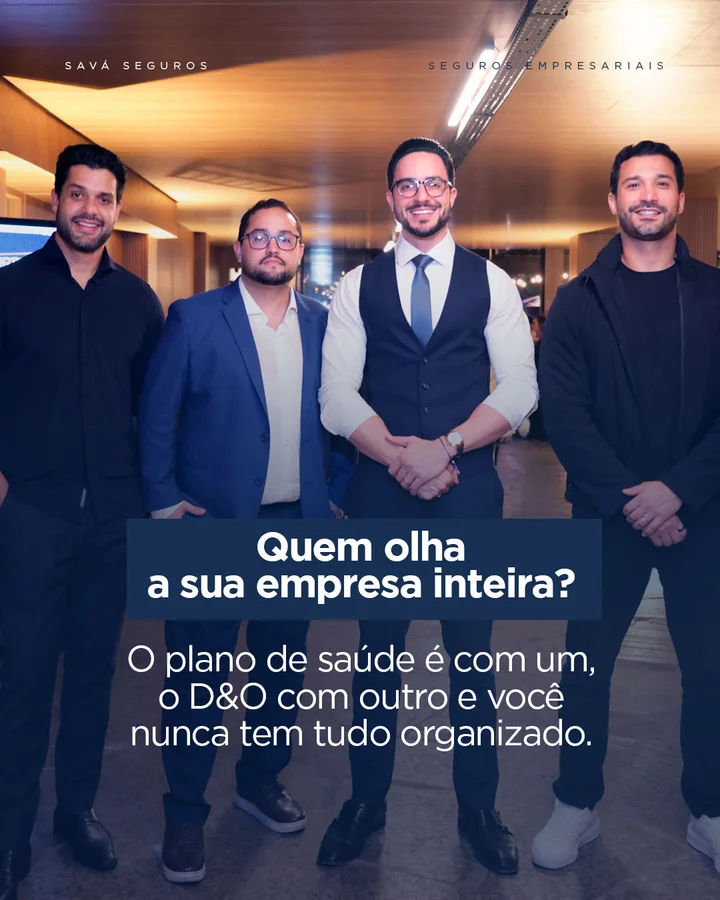 SAVÁ SEGUROS
SEGUROS EMPRESARIAIS
Quem olha
a sua empresa inteira?
O plano de saúde é com um,
o D&O com outro e você
nunca tem tudo organizado.